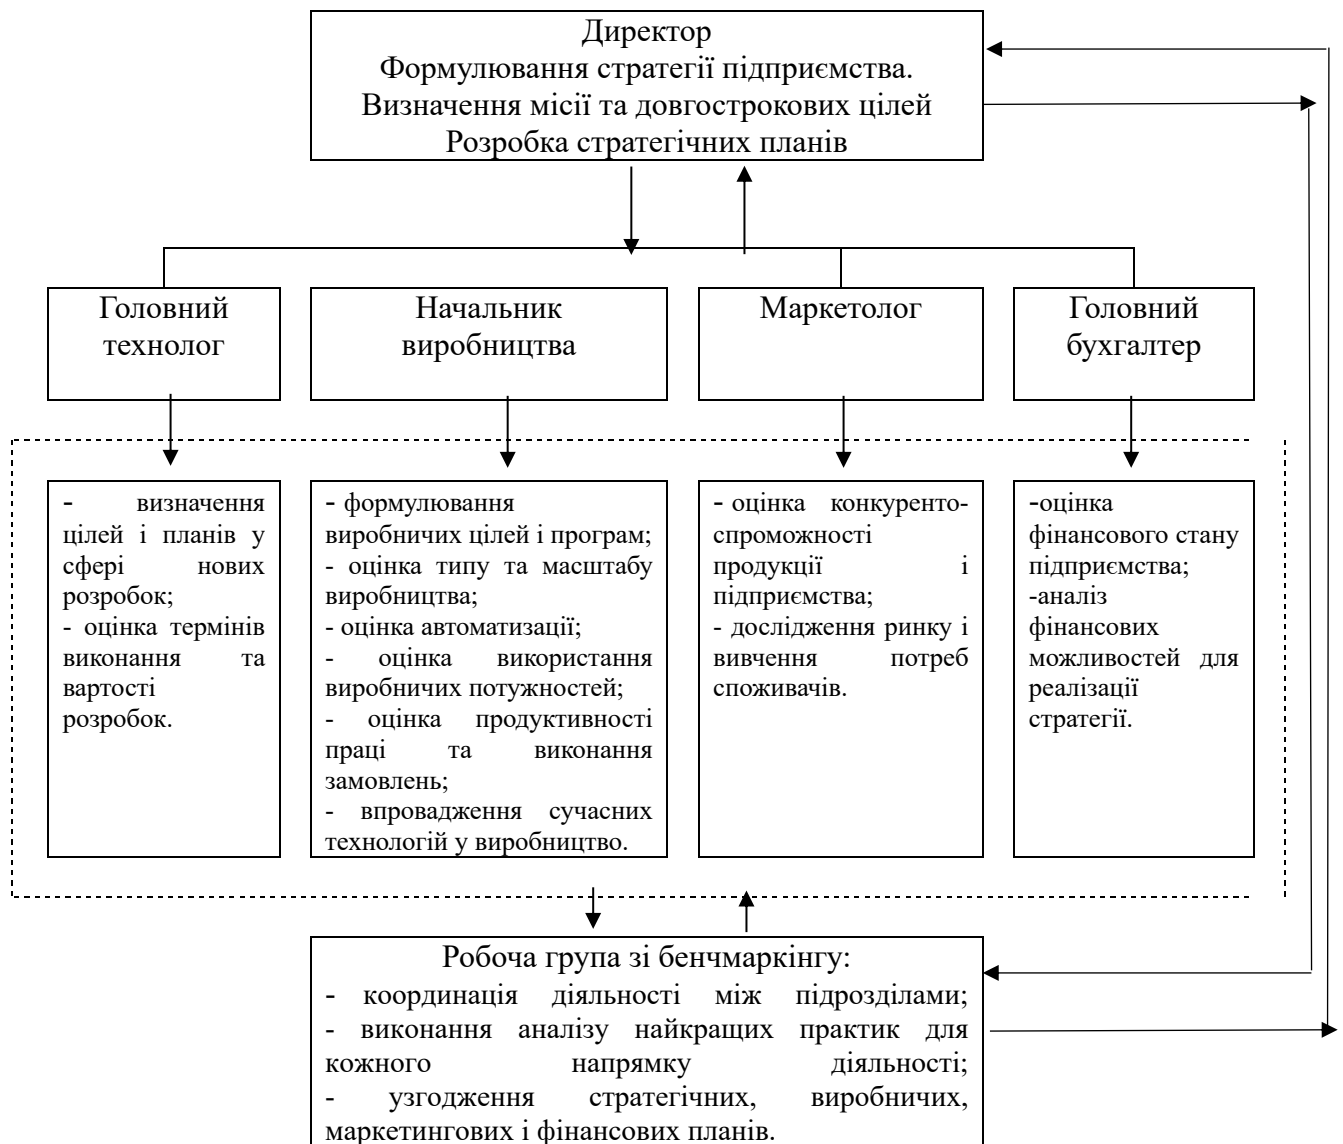 Директор
Формулювання стратегії підприємства.
Визначення місії та довгострокових цілей
Розробка стратегічних планів
Головний
технолог
Начальник
виробництва
Маркетолог
Головний
бухгалтер
- визначення
цілей і планів у
сфері нових
розробок;
- оцінка термінів
виконання та
вартості
розробок.
- формулювання
виробничих цілей і програм;
- оцінка типу та масштабу
виробництва;
- оцінка автоматизації;
- оцінка використання
виробничих потужностей;
- оцінка продуктивності
праці та виконання
замовлень;
- впровадження сучасних
технологій у виробництво.
- оцінка конкуренто-
спроможності
продукції і
підприємства;
- дослідження ринку і
вивчення потреб
споживачів.
-оцінка
фінансового стану
підприємства;
-аналіз
фінансових
можливостей для
реалізації
стратегії.
Робоча група зі бенчмаркінгу:
- координація діяльності між підрозділами;
- виконання аналізу найкращих практик для
кожного напрямку діяльності;
- узгодження стратегічних, виробничих,
маркетингових і фінансових планів.